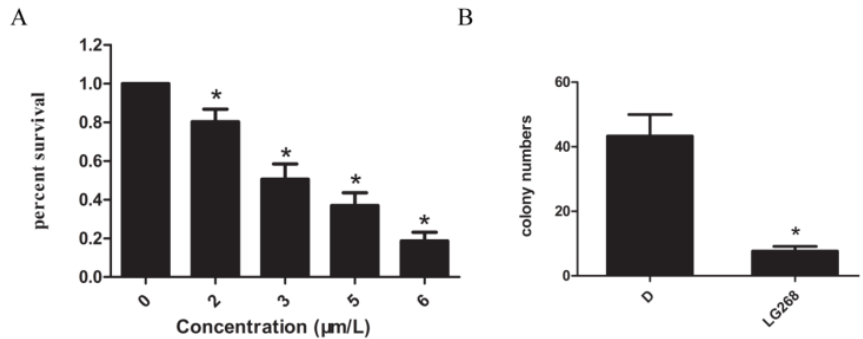 A
percent survival
1.2
1.0
*
0.8
0.6
*
0.4
*
0.2
*
0.0
0 2 3 5 6
Concentration (µm/L)
B
colony numbers
60
40
20
*
0
D LG268